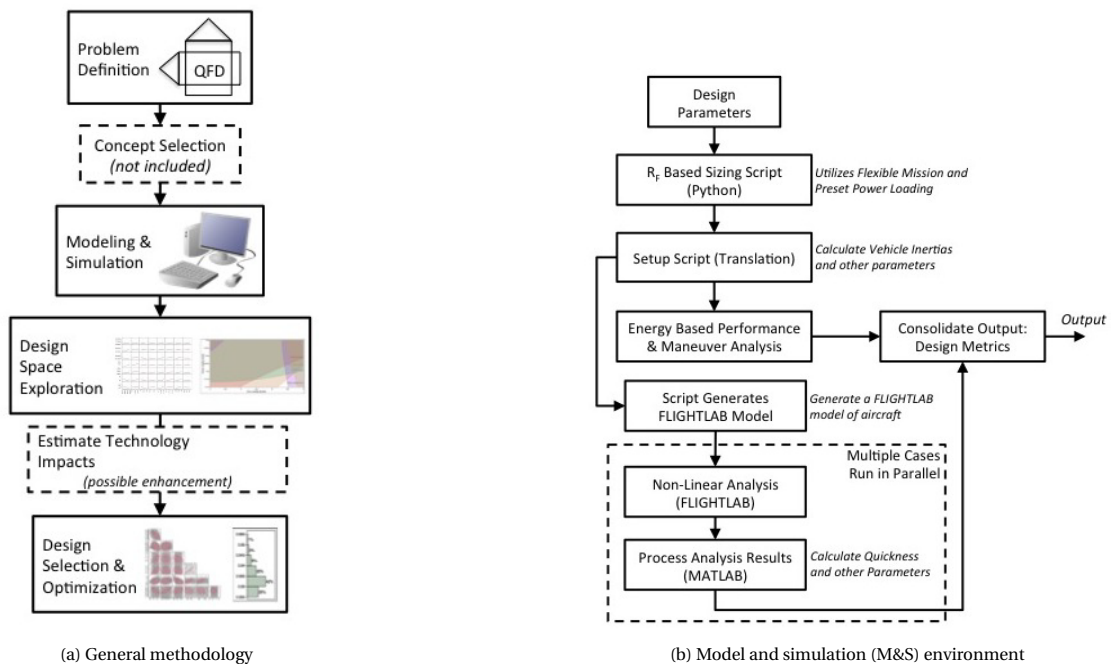 Problem
Definition
QFD
Concept Selection
(not included)
Modeling &
Simulation
Design
Space
Exploration
Estimate Technology
Impacts
(possible enhancement)
Design
Selection &
Optimization
(a) General methodology
Design
Parameters
R_F Based Sizing Script
(Python)
Utilizes Flexible Mission and
Preset Power Loading
Setup Script (Translation)
Calculate Vehicle Inertias
and other parameters
Energy Based Performance
& Maneuver Analysis
Consolidate Output:
Design Metrics
Output
Script Generates
FLIGHTLAB Model
Generate a FLIGHTLAB
model of aircraft
Multiple Cases
Run in Parallel
Non-Linear Analysis
(FLIGHTLAB)
Process Analysis Results
(MATLAB)
Calculate Quickness
and other Parameters
(b) Model and simulation (M&S) environment